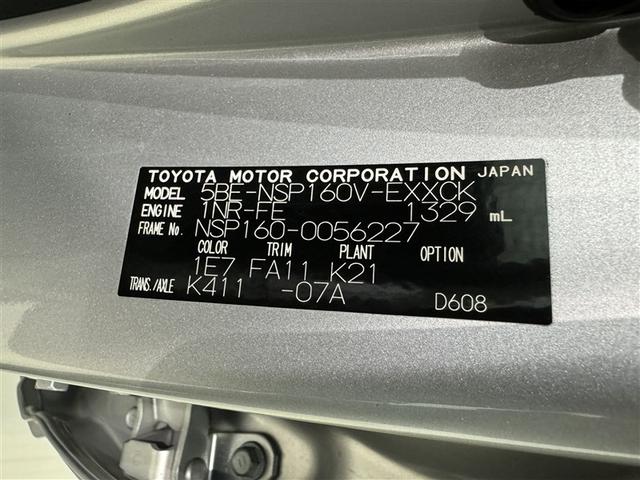 TOYOTA MOTOR CORPORATION JAPAN
MODEL 5BE-NSP160V-EXXCK
ENGINE 1NR-FE 1329 mL
FRAME No. NSP160-0056227
COLOR TRIM PLANT OPTION
1E7 FA11 K21
TRANS./AXLE K411 -07A D608